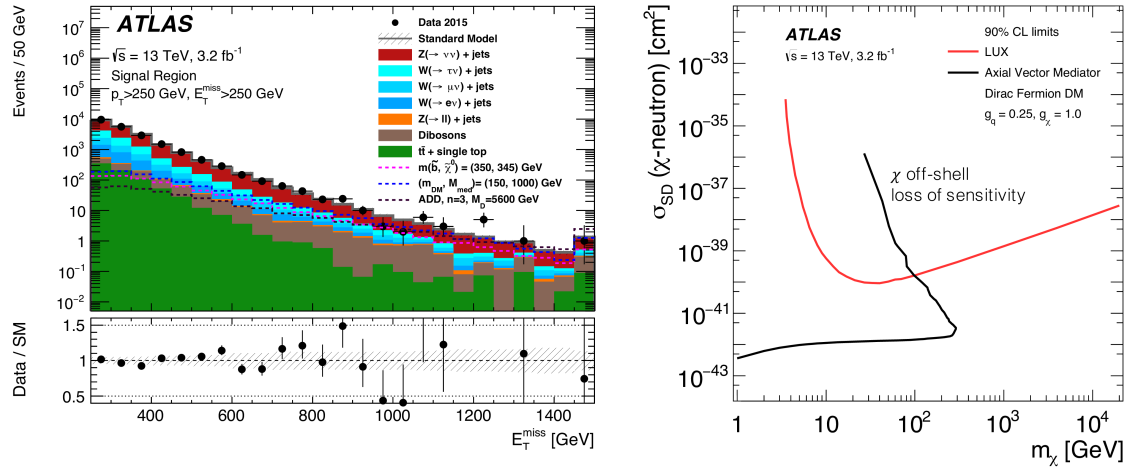 ATLAS
√s = 13 TeV, 3.2 fb⁻¹
Signal Region
p_T>250 GeV, E_T^miss>250 GeV
Data 2015
Standard Model
Z(→ νν) + jets
W(→ τν) + jets
W(→ μν) + jets
W(→ eν) + jets
Z(→ ll) + jets
Dibosons
tt̄ + single top
m(b̃, χ̃⁰) = (350, 345) GeV
(m_DM, M_med)= (150, 1000) GeV
ADD, n=3, M_D=5600 GeV
Events / 50 GeV
10⁷
10⁶
10⁵
10⁴
10³
10²
10
1
10⁻¹
10⁻²
Data / SM
1.5
1
0.5
400 600 800 1000 1200 1400
E_T^miss [GeV]
ATLAS
√s = 13 TeV, 3.2 fb⁻¹
90% CL limits
LUX
Axial Vector Mediator
Dirac Fermion DM
g_q = 0.25, g_χ = 1.0
χ off-shell
loss of sensitivity
σ_SD (χ-neutron) [cm²]
10⁻³³
10⁻³⁵
10⁻³⁷
10⁻³⁹
10⁻⁴¹
10⁻⁴³
1 10 10² 10³ 10⁴
m_χ [GeV]